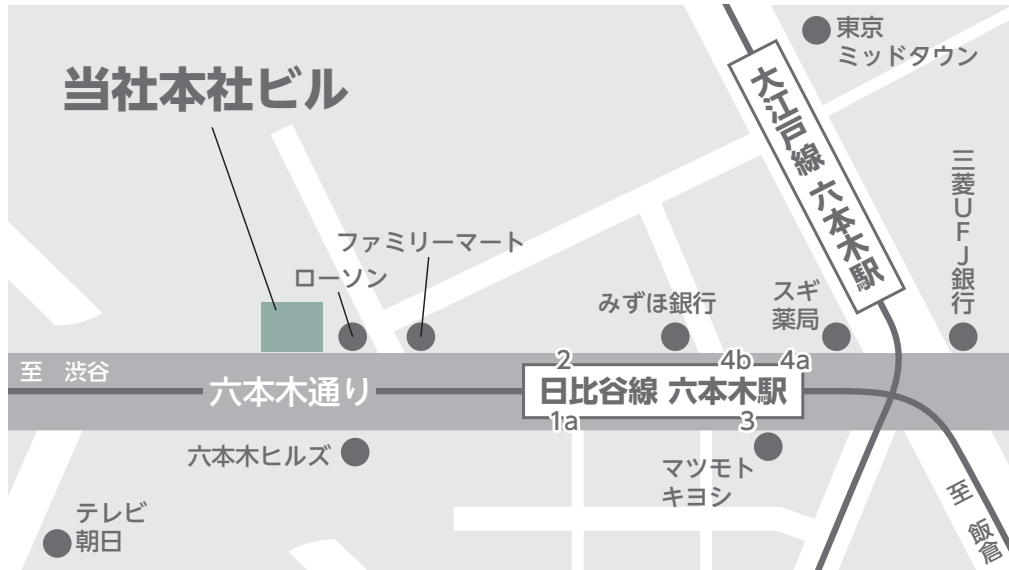 東京
ミッドタウン
当社本社ビル
大江戸線 六本木駅
三菱UFJ銀行
ファミリーマート
ローソン
みずほ銀行
スギ
薬局
至 渋谷
六本木通り
2
4b
4a
日比谷線 六本木駅
1a
3
六本木ヒルズ
マツモト
キヨシ
テレビ
朝日
至 飯倉